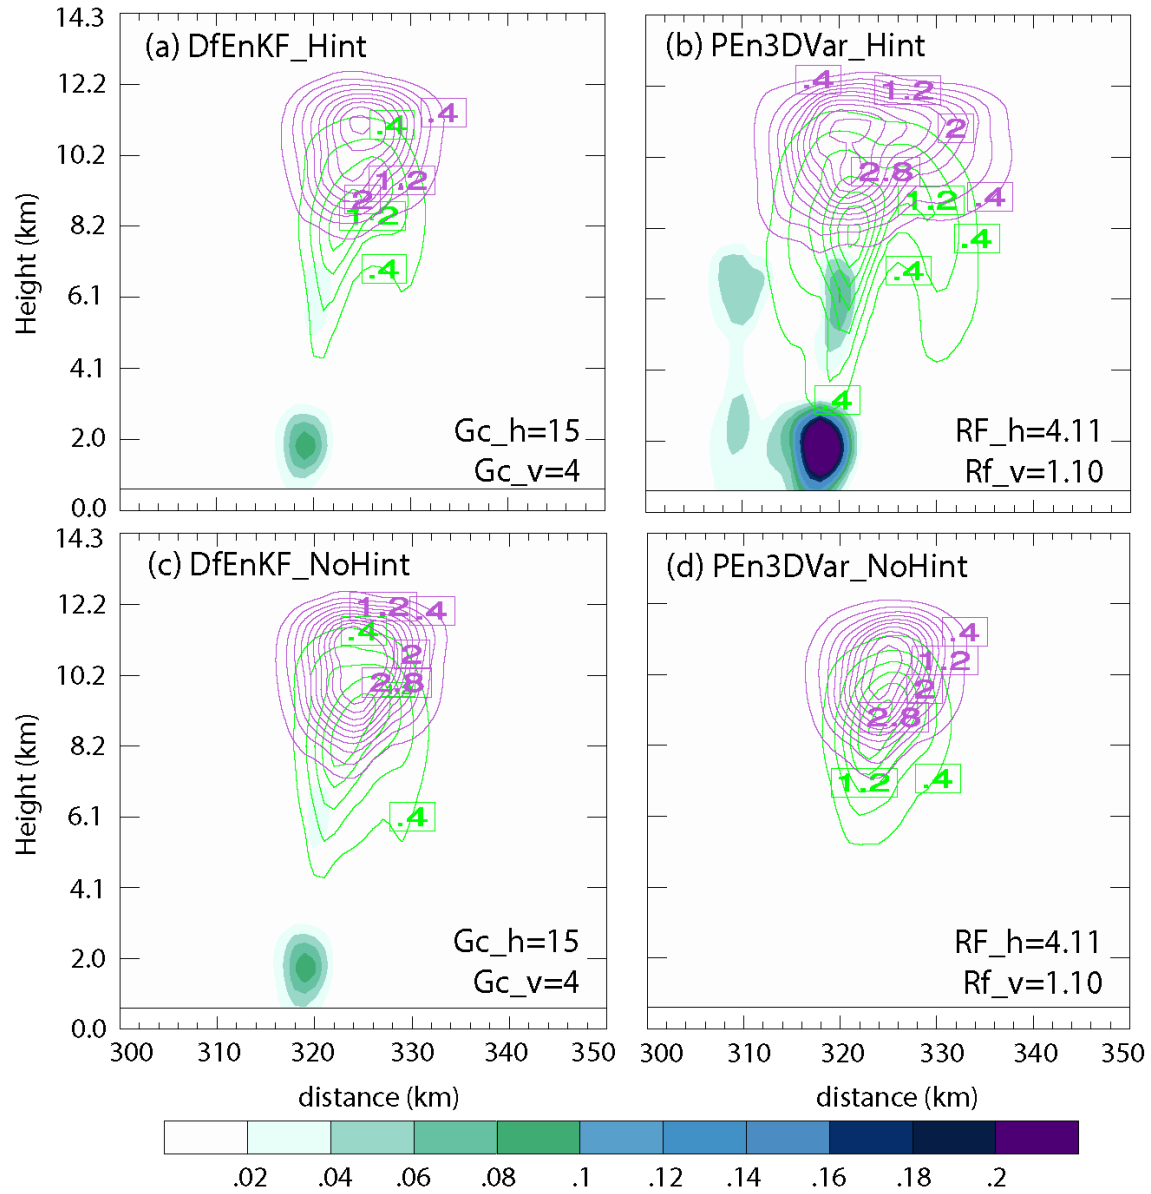 14.3
(a) DfEnKF_Hint
12.2
.4
.4
10.2
1.2
2
1.2
8.2
.4
6.1
4.1
2.0
0.0
Height (km)
Gc_h=15
Gc_v=4
(b) PEn3DVar_Hint
.4
1.2
2
2.8
1.2
.4
.4
.4
.4
RF_h=4.11
Rf_v=1.10
14.3
(c) DfEnKF_NoHint
12.2
1.2
.4
.4
2
10.2
2.8
8.2
6.1
.4
4.1
2.0
0.0
Height (km)
Gc_h=15
Gc_v=4
300 310 320 330 340 350
distance (km)
(d) PEn3DVar_NoHint
.4
1.2
2
2.8
1.2
.4
RF_h=4.11
Rf_v=1.10
300 310 320 330 340 350
distance (km)
.02 .04 .06 .08 .1 .12 .14 .16 .18 .2